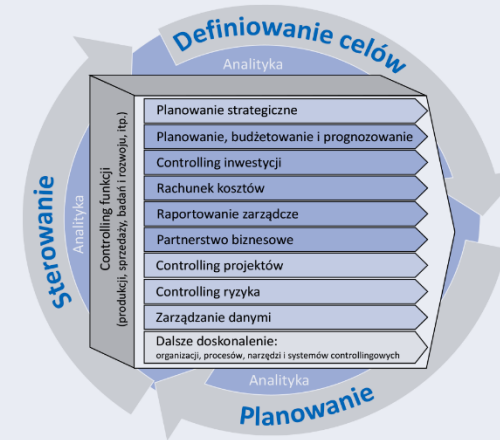 Definiowanie celów
Analityka
Sterowanie
Analityka
Controlling funkcji
(produkcji, sprzedaży, badań i rozwoju, itp.)
Planowanie strategiczne
Planowanie, budżetowanie i prognozowanie
Controlling inwestycji
Rachunek kosztów
Raportowanie zarządcze
Partnerstwo biznesowe
Controlling projektów
Controlling ryzyka
Zarządzanie danymi
Dalsze doskonalenie:
organizacji, procesów, narzędzi i systemów controllingowych
Analityka
Planowanie